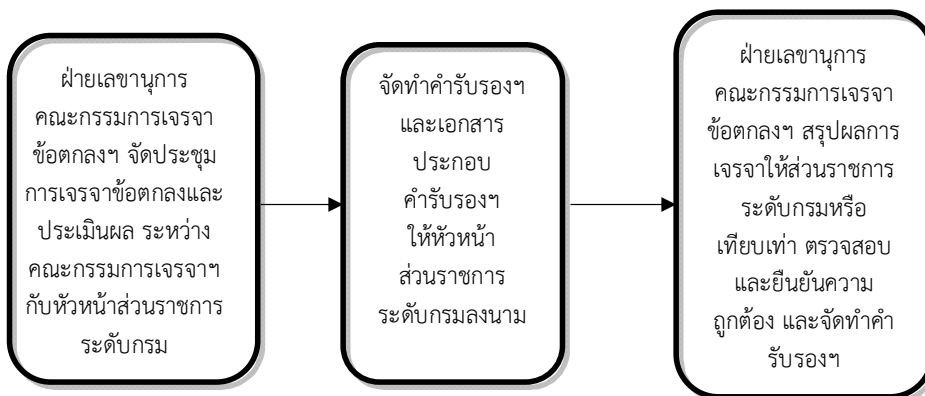 ฝ่ายเลขานุการ
คณะกรรมการเจรจา
ข้อตกลงฯ จัดประชุม
การเจรจาข้อตกลงและ
ประเมินผล ระหว่าง
คณะกรรมการเจรจาฯ
กับหัวหน้าส่วนราชการ
ระดับกรม
จัดทำคำรับรองฯ
และเอกสาร
ประกอบ
คำรับรองฯ
ให้หัวหน้า
ส่วนราชการ
ระดับกรมลงนาม
ฝ่ายเลขานุการ
คณะกรรมการเจรจา
ข้อตกลงฯ สรุปผลการ
เจรจาให้ส่วนราชการ
ระดับกรมหรือ
เทียบเท่า ตรวจสอบ
และยืนยันความ
ถูกต้อง และจัดทำคำ
รับรองฯ